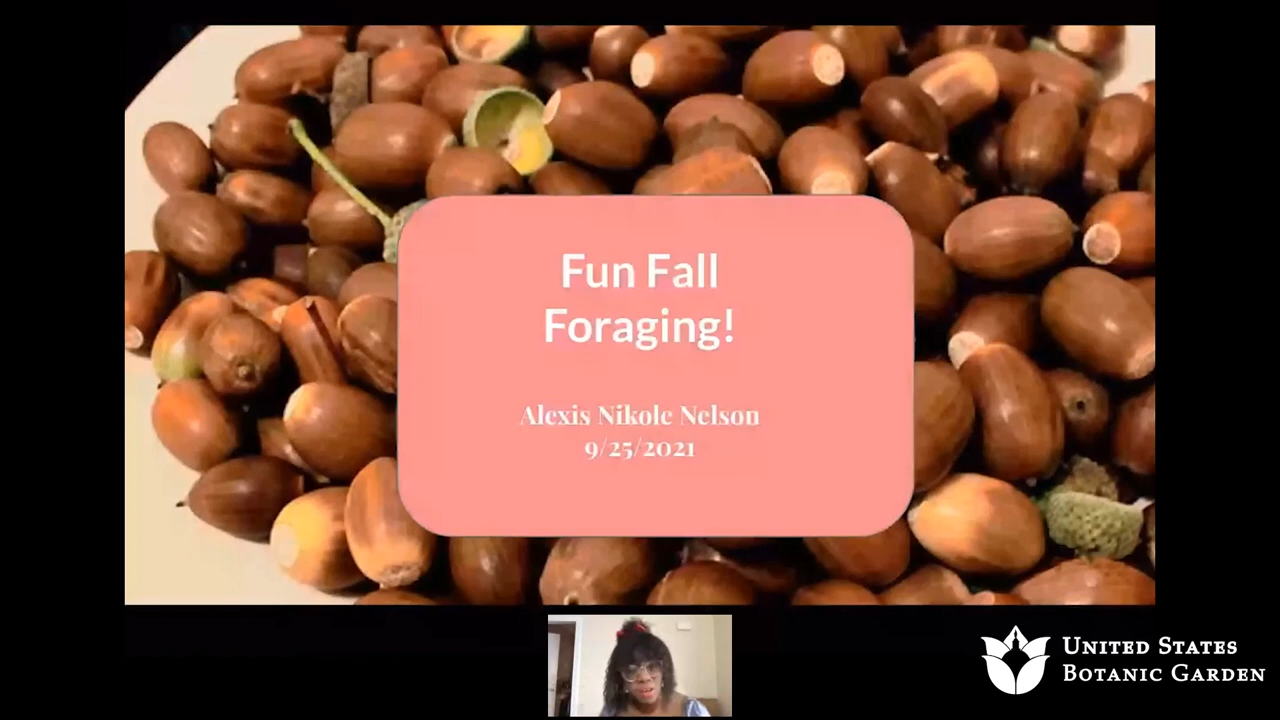 Fun Fall
Foraging!
Alexis Nikole Nelson
9/25/2021
UNITED STATES
BOTANIC GARDEN